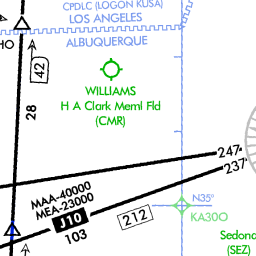 CPDLC (LOGON KUSA)
LOS ANGELES
HO
ALBUQUERQUE
42
WILLIAMS
H A Clark Meml Fld
(CMR)
28
247
237
MAA-40000
MEA-23000
J10
103
212
N35°
KA30O
Sedona
(SEZ)